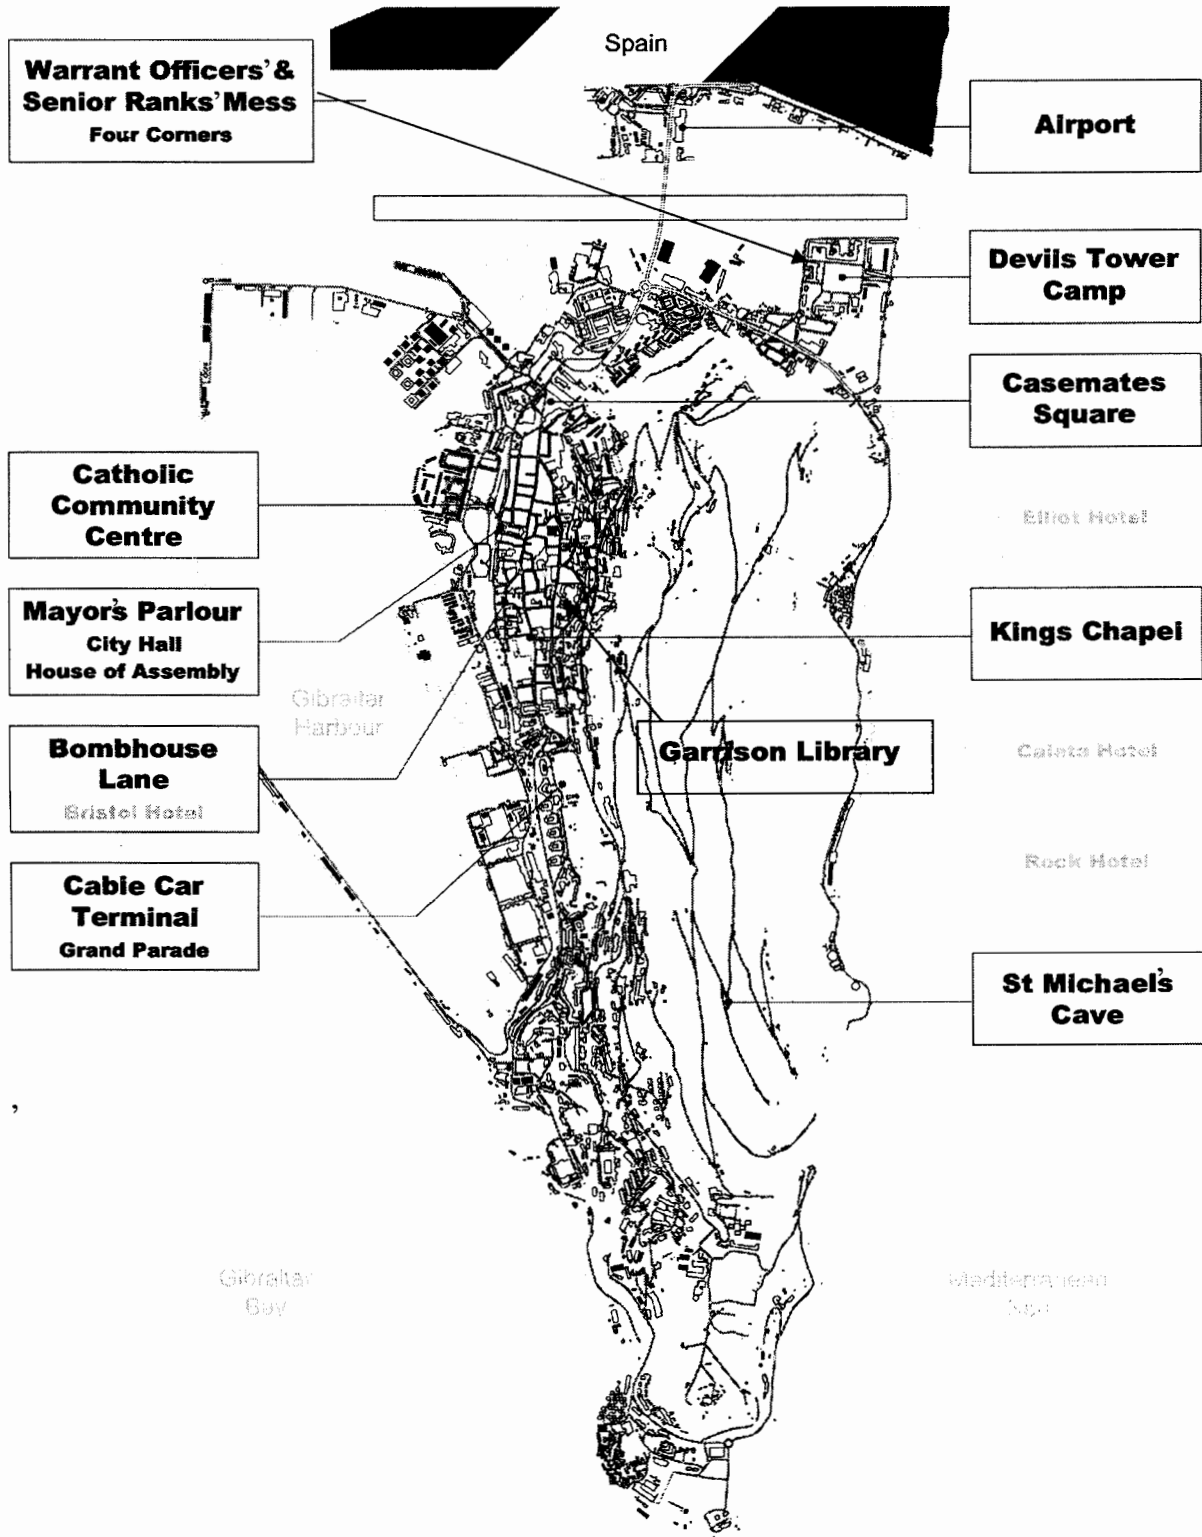 Spain
Warrant Officers' &
Senior Ranks' Mess
Four Corners
Airport
Devils Tower
Camp
Casemates
Square
Catholic
Community
Centre
Elliot Hotel
Mayor's Parlour
City Hall
House of Assembly
Kings Chapel
Gibraltar
Harbour
Bombhouse
Lane
Bristol Hotel
Garrison Library
Caleta Hotel
Rock Hotel
Cable Car
Terminal
Grand Parade
St Michael's
Cave
,
Gibraltar
Bay
Mediterranean
Sea